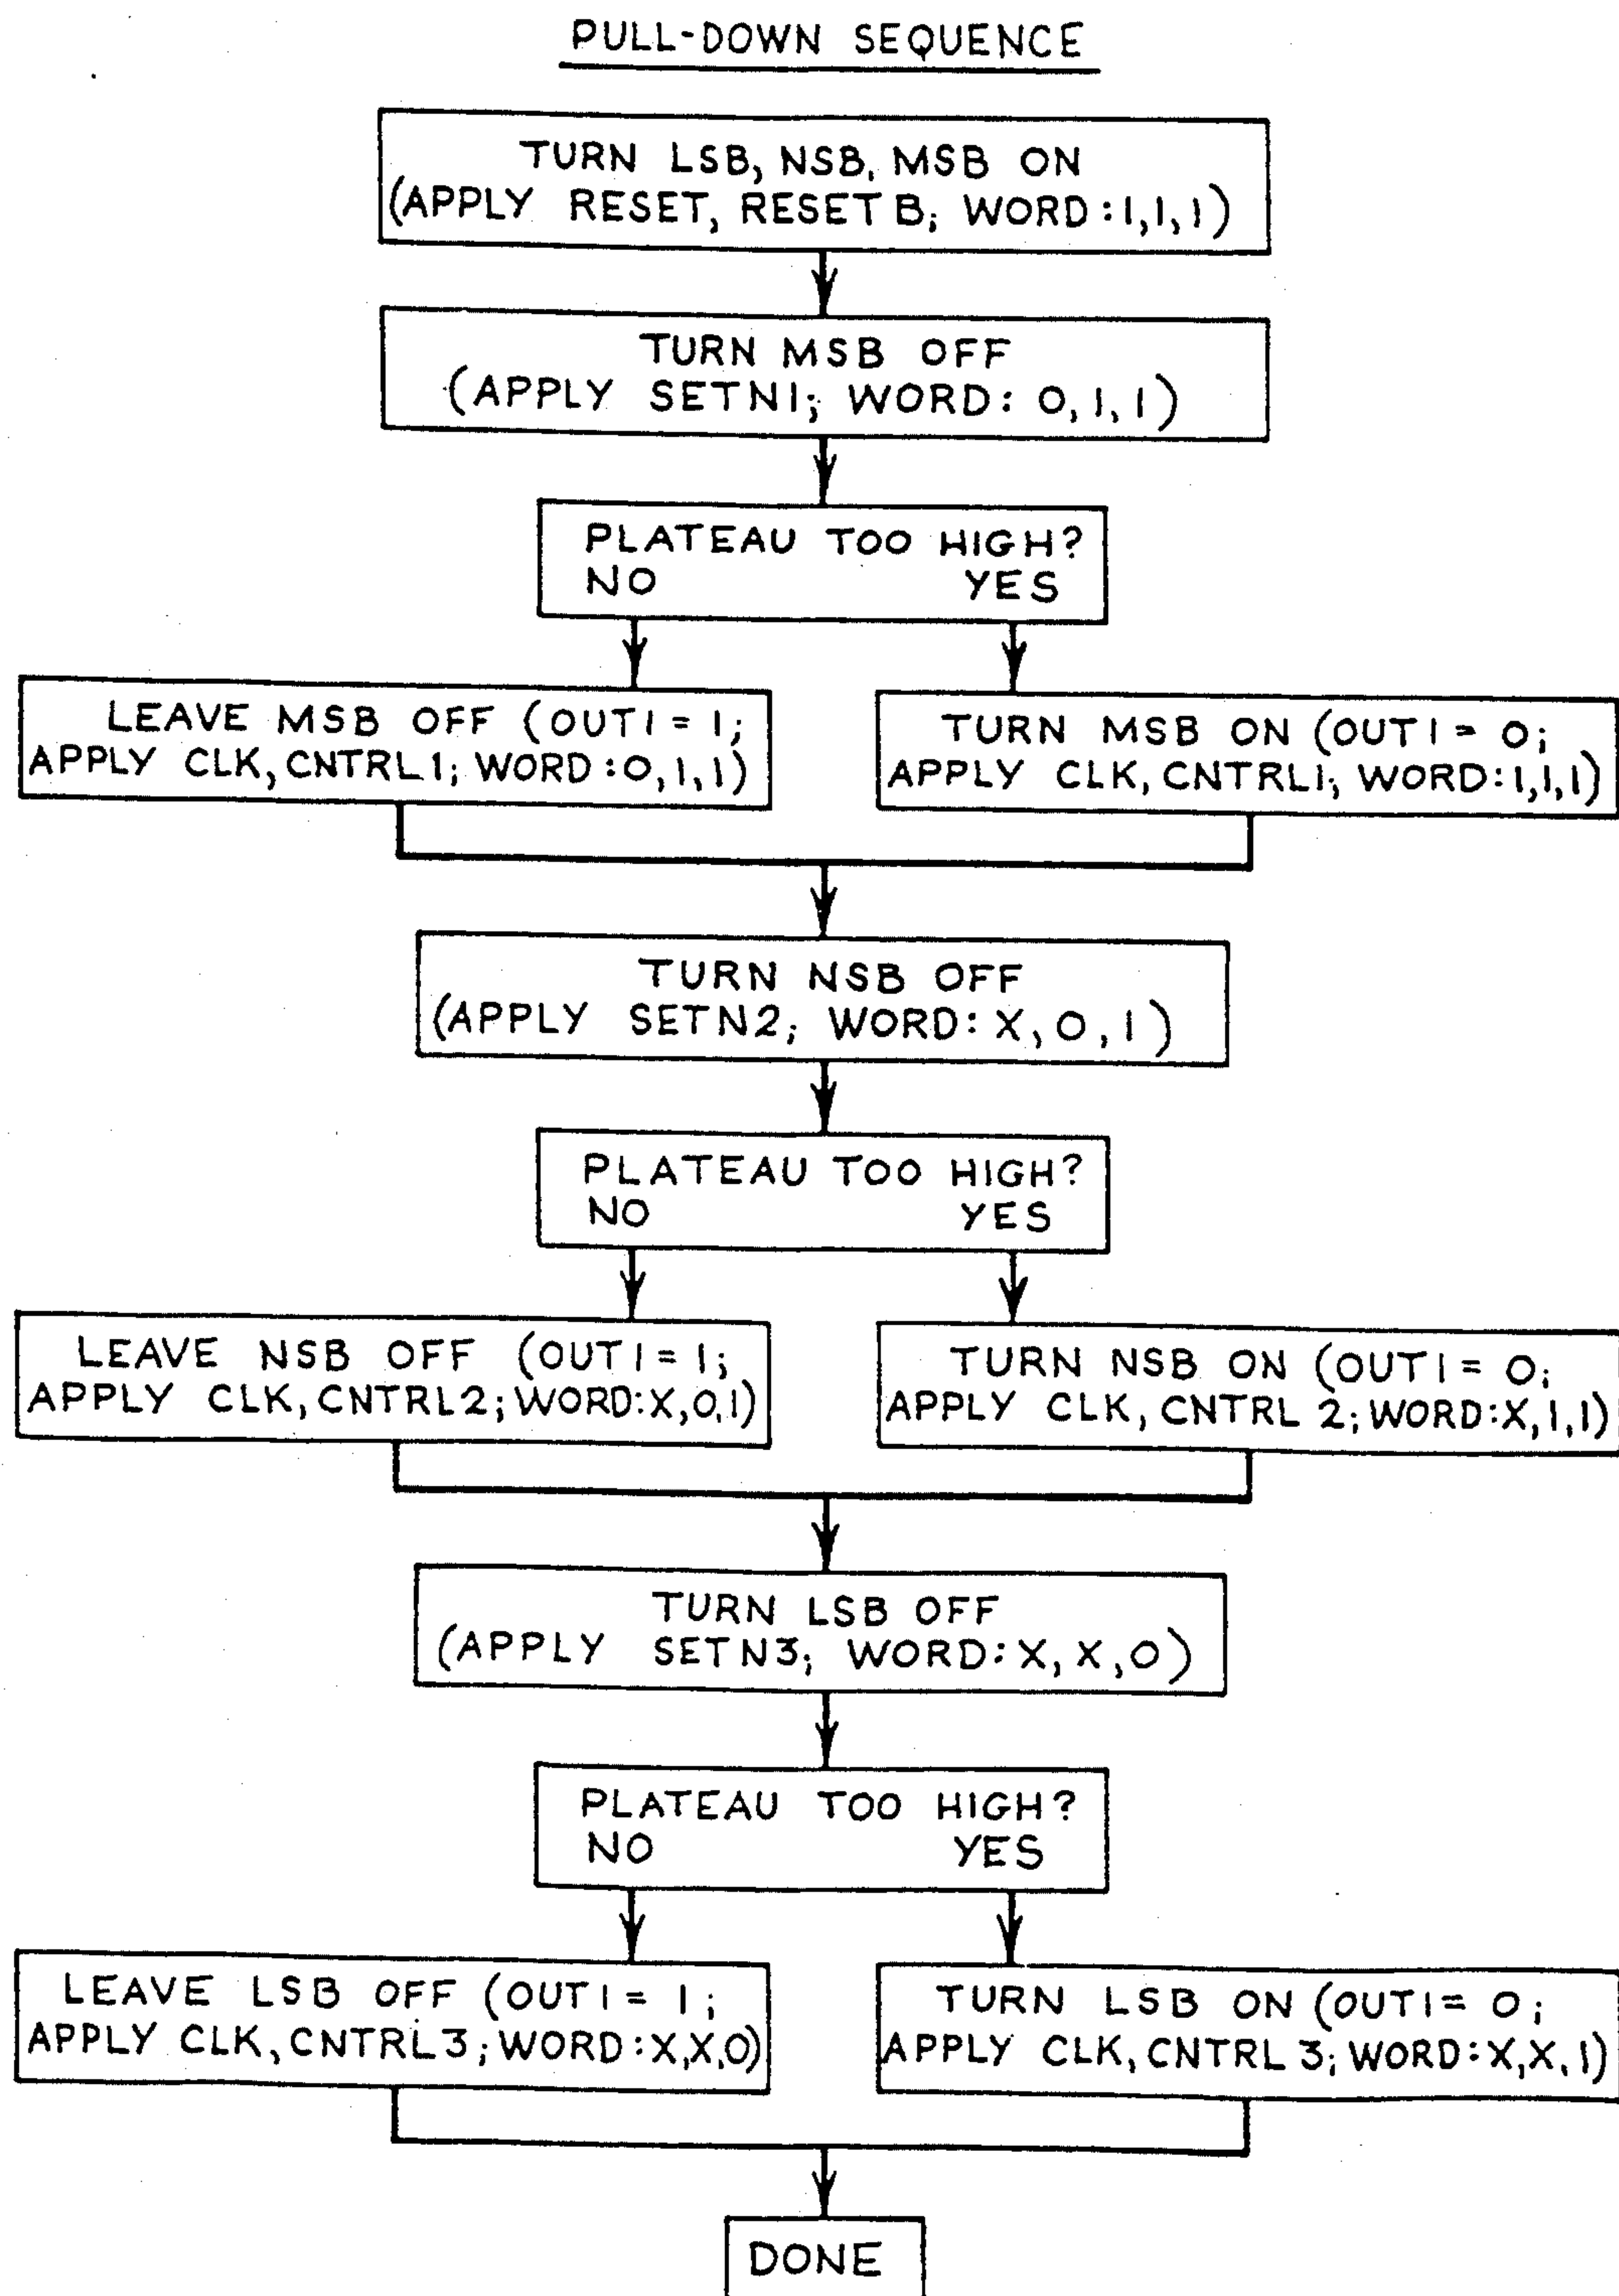 PULL-DOWN SEQUENCE
TURN LSB, NSB, MSB ON
(APPLY RESET, RESET B; WORD:1,1,1)
TURN MSB OFF
(APPLY SETN1; WORD: 0,1,1)
PLATEAU TOO HIGH?
NO YES
LEAVE MSB OFF (OUT1=1;
APPLY CLK, CNTRL1; WORD:0,1,1)
TURN MSB ON (OUT1=0;
APPLY CLK, CNTRL1; WORD:1,1,1)
TURN NSB OFF
(APPLY SETN2; WORD: X,0,1)
PLATEAU TOO HIGH?
NO YES
LEAVE NSB OFF (OUT1=1;
APPLY CLK, CNTRL2; WORD:X,0,1)
TURN NSB ON (OUT1=0;
APPLY CLK, CNTRL 2; WORD:X,1,1)
TURN LSB OFF
(APPLY SETN3; WORD: X,X,0)
PLATEAU TOO HIGH?
NO YES
LEAVE LSB OFF (OUT1=1;
APPLY CLK, CNTRL3; WORD:X,X,0)
TURN LSB ON (OUT1=0;
APPLY CLK, CNTRL 3; WORD:X,X,1)
DONE